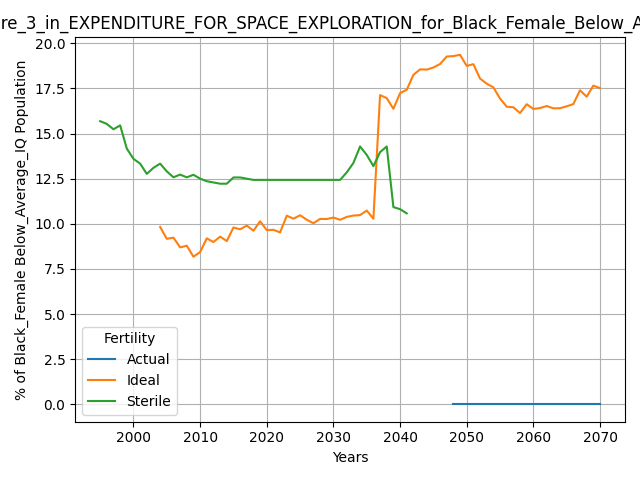 re_3_in_EXPENDITURE_FOR_SPACE_EXPLORATION_for_Black_Female_Below_A
% of Black_Female Below_Average_IQ Population
20.0
17.5
15.0
12.5
10.0
7.5
5.0
2.5
0.0
Fertility
Actual
Ideal
Sterile
2000 2010 2020 2030 2040 2050 2060 2070
Years